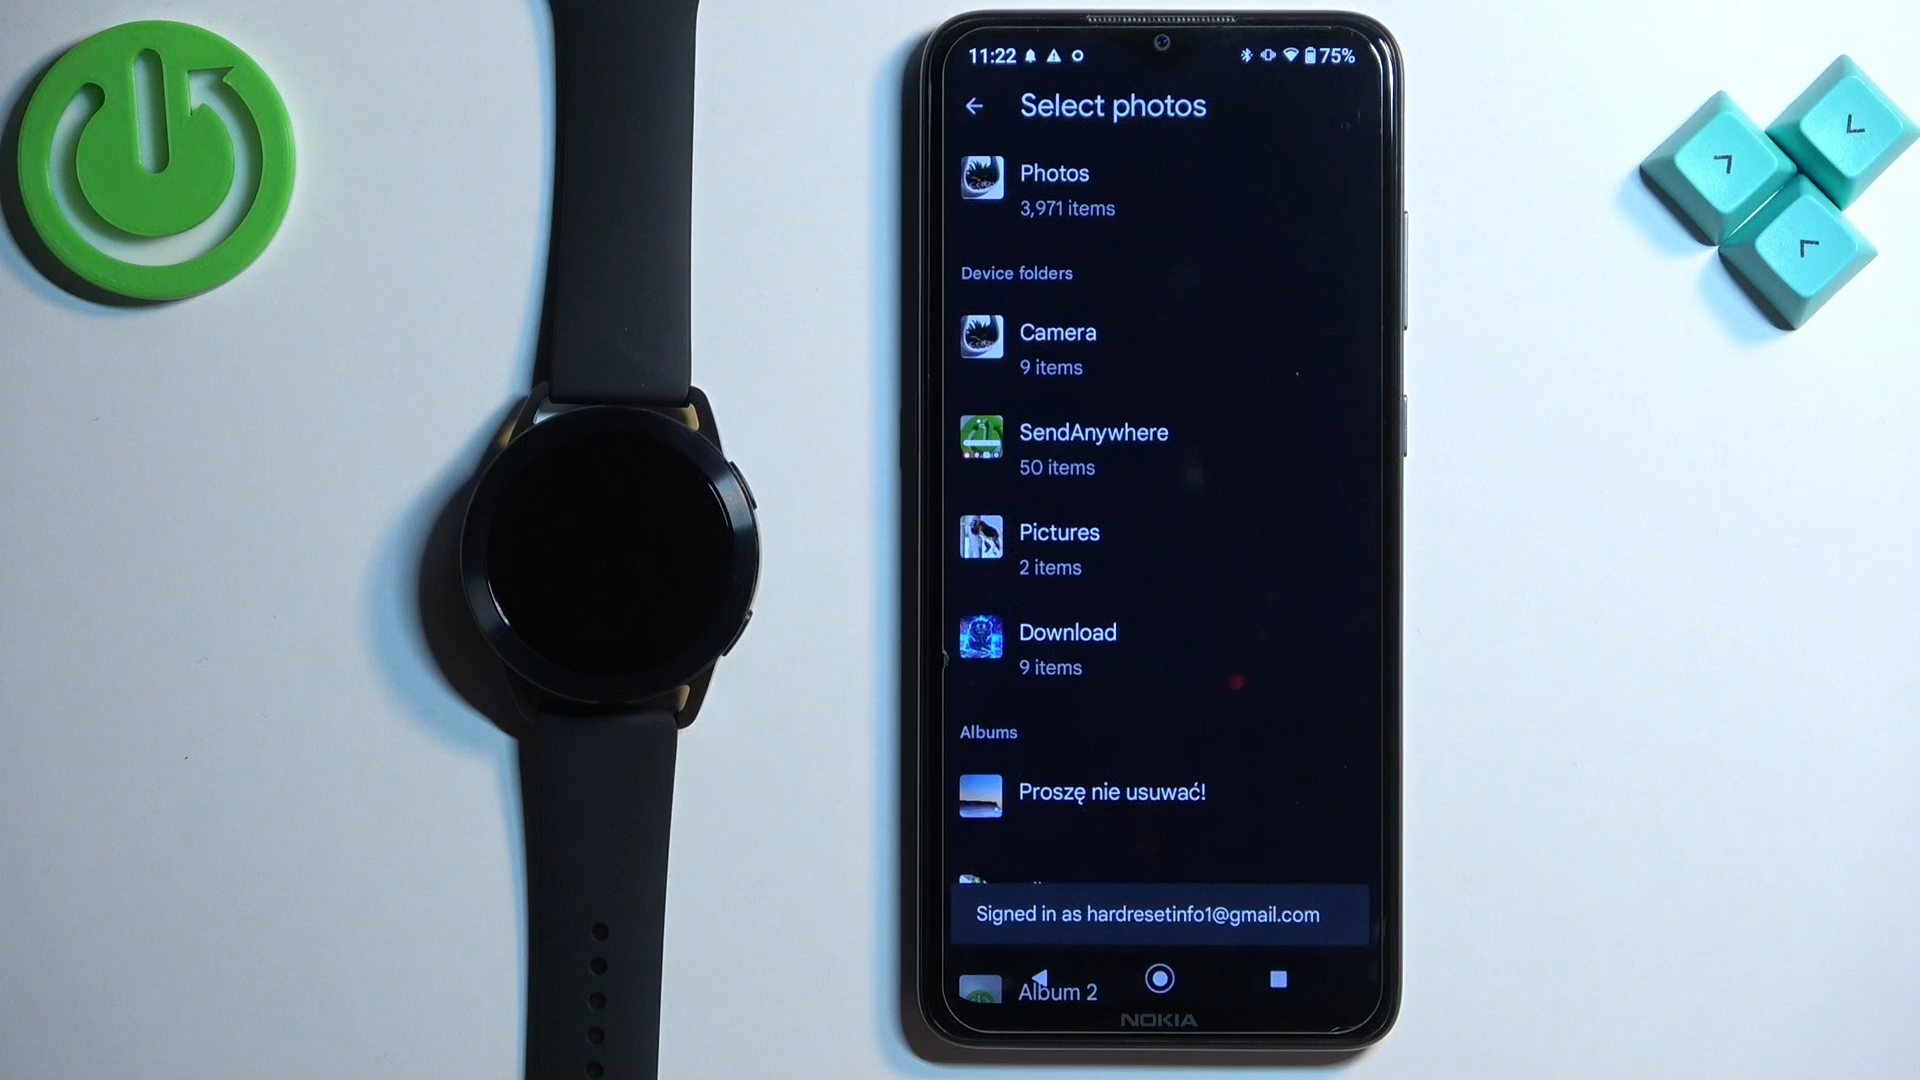 11:22
75%
Select photos
Photos
3,971 items
Device folders
Camera
9 items
SendAnywhere
50 items
Pictures
2 items
Download
9 items
Albums
Proszę nie usuwać!
Signed in as hardresetinfo1@gmail.com
Album 2
NOKIA